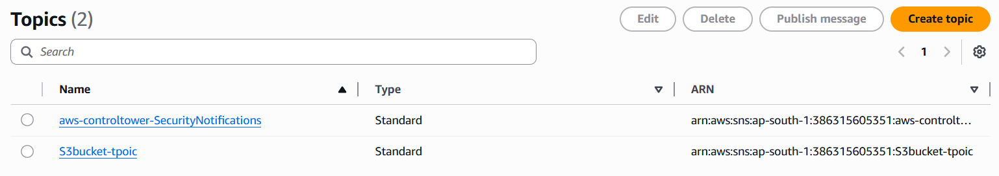 Topics (2)
Edit
Delete
Publish message
Create topic
Search
1
Name
Type
ARN
aws-controltower-SecurityNotifications
Standard
arn:aws:sns:ap-south-1:386315605351:aws-controlt...
S3bucket-tpoic
Standard
arn:aws:sns:ap-south-1:386315605351:S3bucket-tpoic